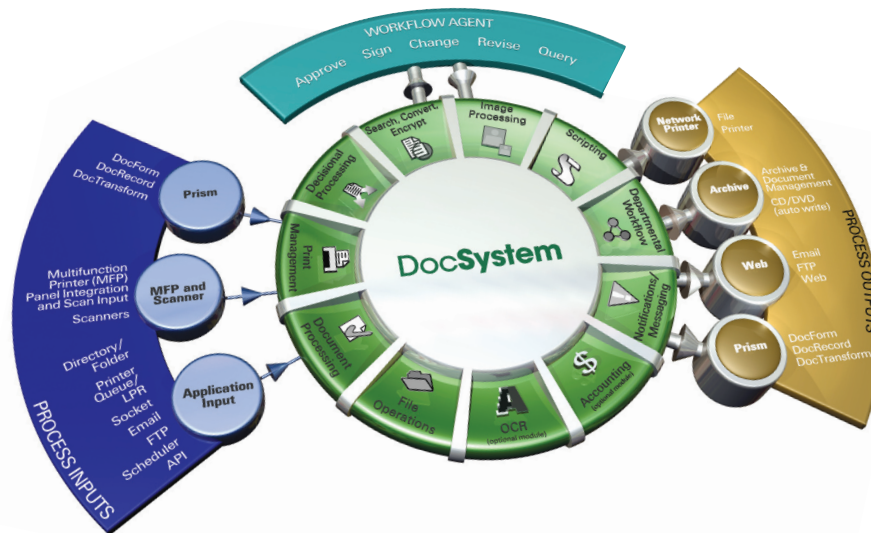 WORKFLOW AGENT
Approve Sign Change Revise Query
PROCESS INPUTS
DocForm
DocRecord
DocTransform
Prism
Multifunction
Printer (MFP)
Panel Integration
and Scan Input
Scanners
MFP and
Scanner
Directory/
Folder
Printer
Queue/
LPR
Socket
Email
FTP
Scheduler
API
Application
Input
DocSystem
Search, Convert,
Encrypt
Image
Processing
Scripting
Departmental
Workflow
Notifications/
Messaging
Accounting
(optional module)
OCR
(optional module)
File Operations
Document
Processing
Print
Management
Decisional
Processing
Network
Printer
File
Printer
Archive
Archive &
Document
Management
CD/DVD
(auto write)
Web
Email
FTP
Web
Prism
DocForm
DocRecord
DocTransform
PROCESS OUTPUTS